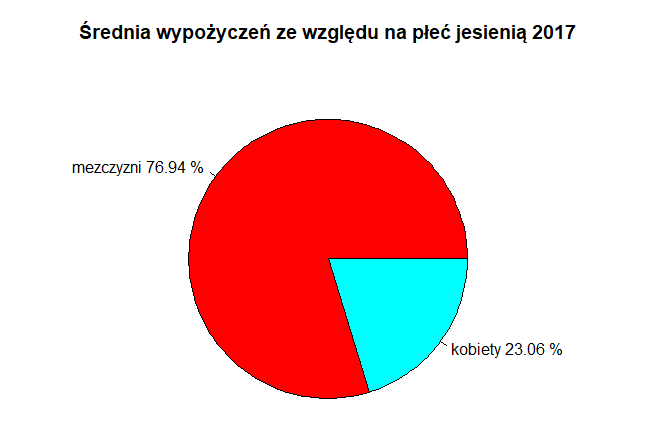 Średnia wypożyczeń ze względu na płeć jesienią 2017
mezczyzni 76.94 %
kobiety 23.06 %